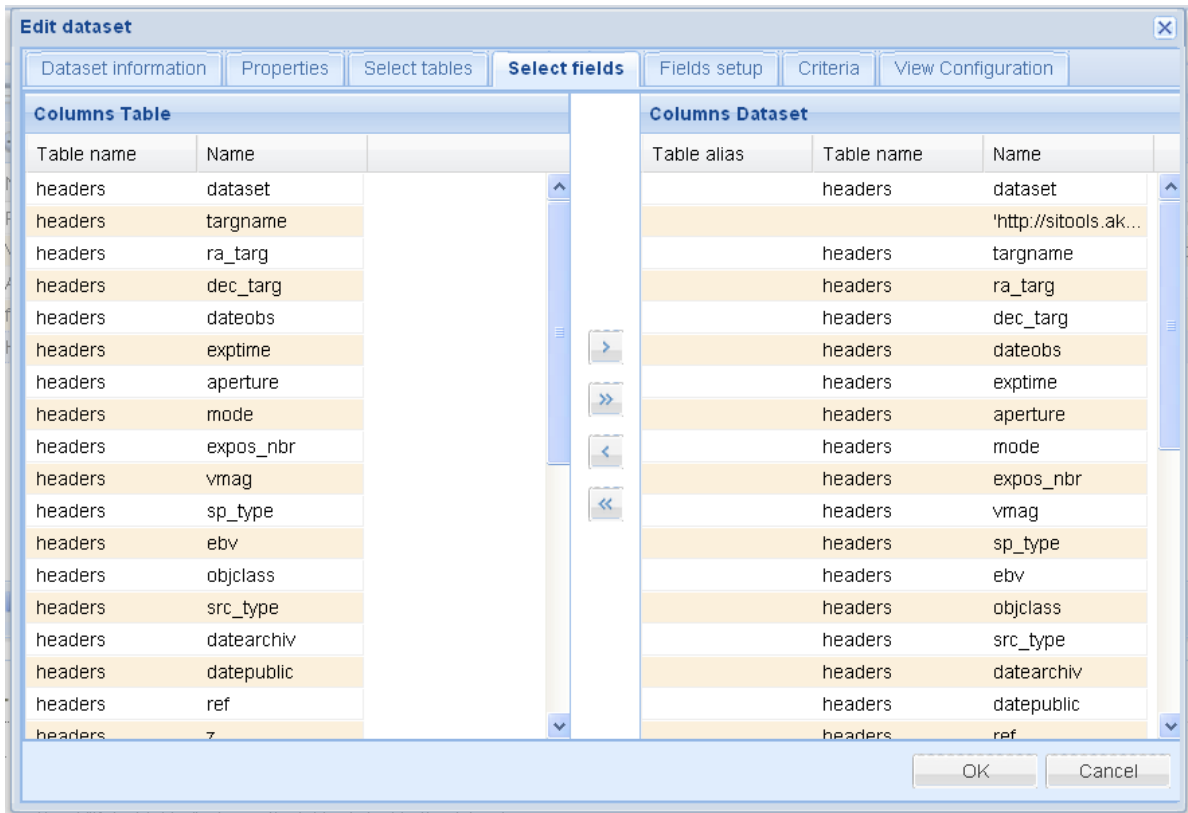 Edit dataset
Dataset information Properties Select tables Select fields Fields setup Criteria View Configuration
Columns Table
Table name Name
headers dataset
headers targname
headers ra_targ
headers dec_targ
headers dateobs
headers exptime
headers aperture
headers mode
headers expos_nbr
headers vmag
headers sp_type
headers ebv
headers objclass
headers src_type
headers datearchiv
headers datepublic
headers ref
headers z
Columns Dataset
Table alias Table name Name
headers dataset
'http://sitools.ak...
headers targname
headers ra_targ
headers dec_targ
headers dateobs
headers exptime
headers aperture
headers mode
headers expos_nbr
headers vmag
headers sp_type
headers ebv
headers objclass
headers src_type
headers datearchiv
headers datepublic
headers ref
OK Cancel